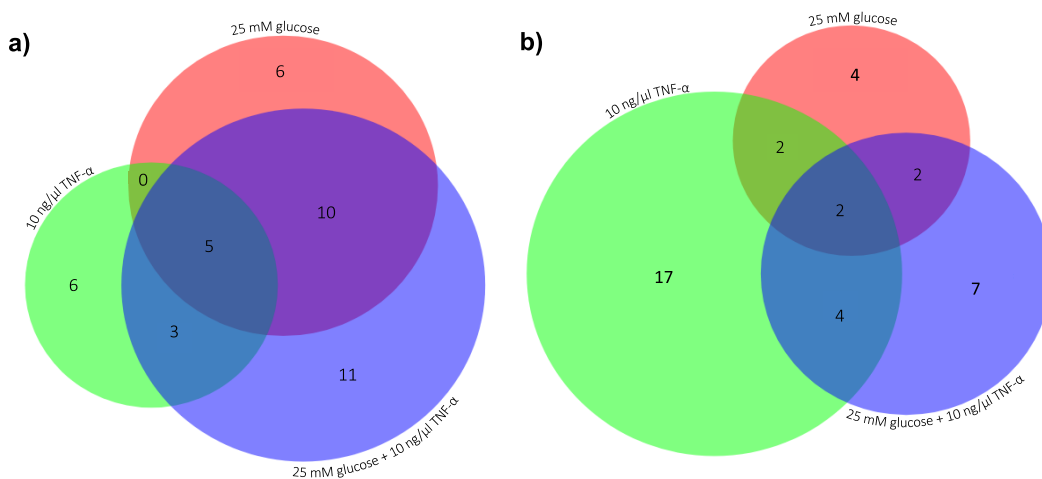 a)
25 mM glucose
6
10 ng/µl TNF-α
0
10
5
6
3
11
25 mM glucose + 10 ng/µl TNF-α
b)
25 mM glucose
4
10 ng/µl TNF-α
2
2
2
17
7
4
25 mM glucose + 10 ng/µl TNF-α